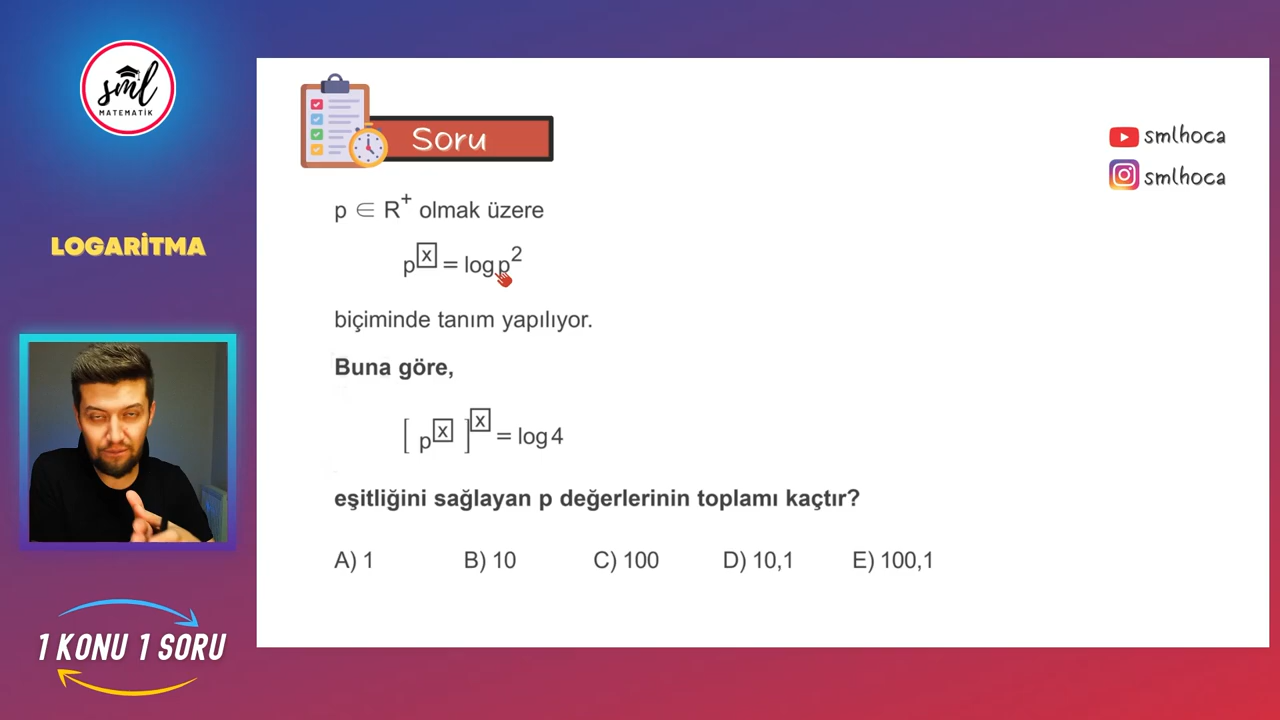 sml
MATEMATİK
Soru
smlhoca
smlhoca
LOGARİTMA
p ∈ R⁺ olmak üzere
p^[x] = log p²
biçiminde tanım yapılıyor.
Buna göre,
[ p^[x] ]^[x] = log 4
eşitliğini sağlayan p değerlerinin toplamı kaçtır?
A) 1 B) 10 C) 100 D) 10,1 E) 100,1
1 KONU 1 SORU